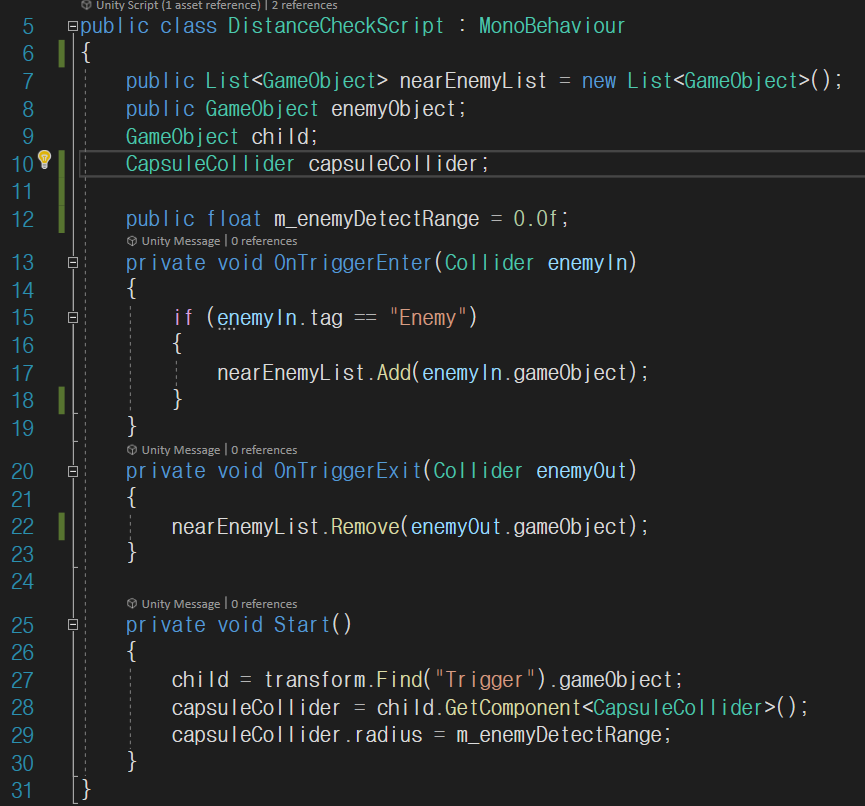 Unity Script (1 asset reference) | 2 references
5 public class DistanceCheckScript : MonoBehaviour
6 {
7 public List<GameObject> nearEnemyList = new List<GameObject>();
8 public GameObject enemyObject;
9 GameObject child;
10 CapsuleCollider capsuleCollider;
11
12 public float m_enemyDetectRange = 0.0f;
Unity Message | 0 references
13 private void OnTriggerEnter(Collider enemyIn)
14 {
15 if (enemyIn.tag == "Enemy")
16 {
17 nearEnemyList.Add(enemyIn.gameObject);
18 }
19 }
Unity Message | 0 references
20 private void OnTriggerExit(Collider enemyOut)
21 {
22 nearEnemyList.Remove(enemyOut.gameObject);
23 }
24
Unity Message | 0 references
25 private void Start()
26 {
27 child = transform.Find("Trigger").gameObject;
28 capsuleCollider = child.GetComponent<CapsuleCollider>();
29 capsuleCollider.radius = m_enemyDetectRange;
30 }
31 }